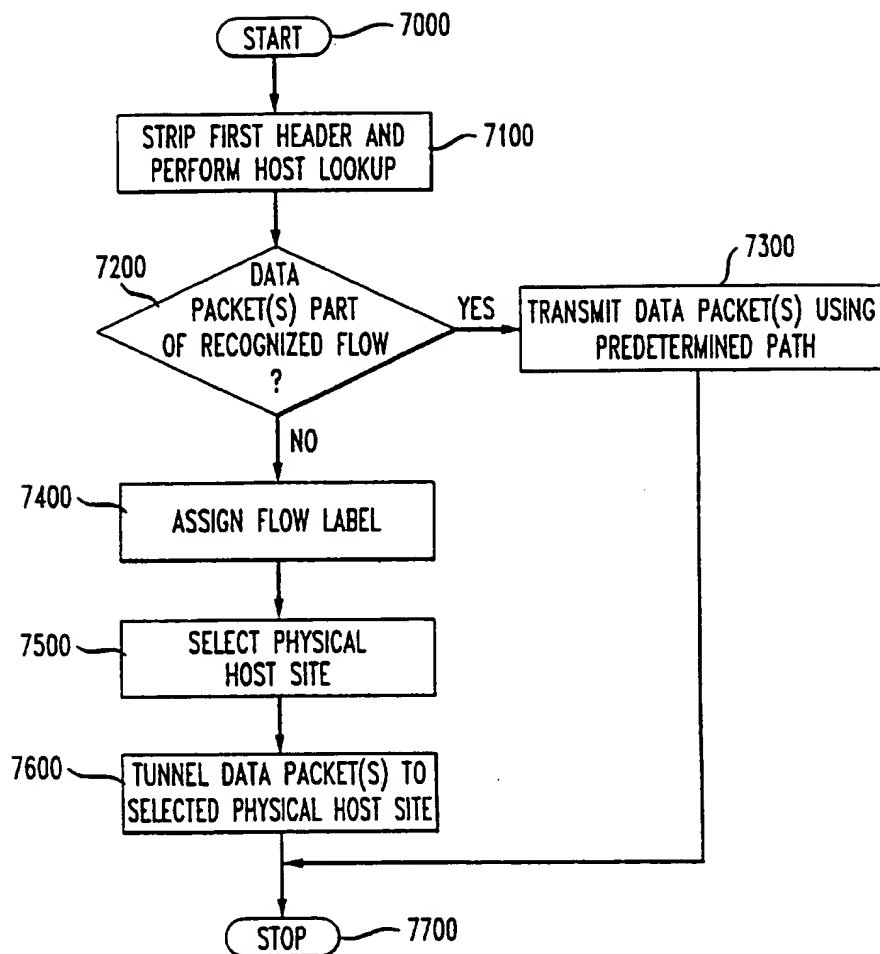 START
7000
STRIP FIRST HEADER AND
PERFORM HOST LOOKUP
7100
7200
DATA
PACKET(S) PART
OF RECOGNIZED FLOW
?
YES
7300
TRANSMIT DATA PACKET(S) USING
PREDETERMINED PATH
NO
7400
ASSIGN FLOW LABEL
7500
SELECT PHYSICAL
HOST SITE
7600
TUNNEL DATA PACKET(S) TO
SELECTED PHYSICAL HOST SITE
STOP
7700